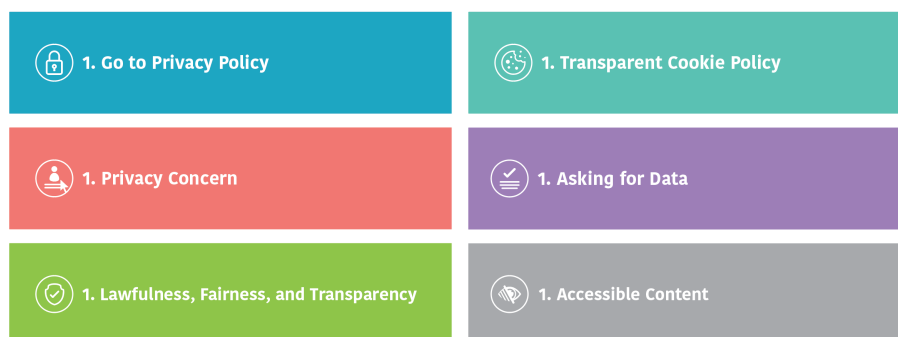 1. Go to Privacy Policy
1. Transparent Cookie Policy
1. Privacy Concern
1. Asking for Data
1. Lawfulness, Fairness, and Transparency
1. Accessible Content